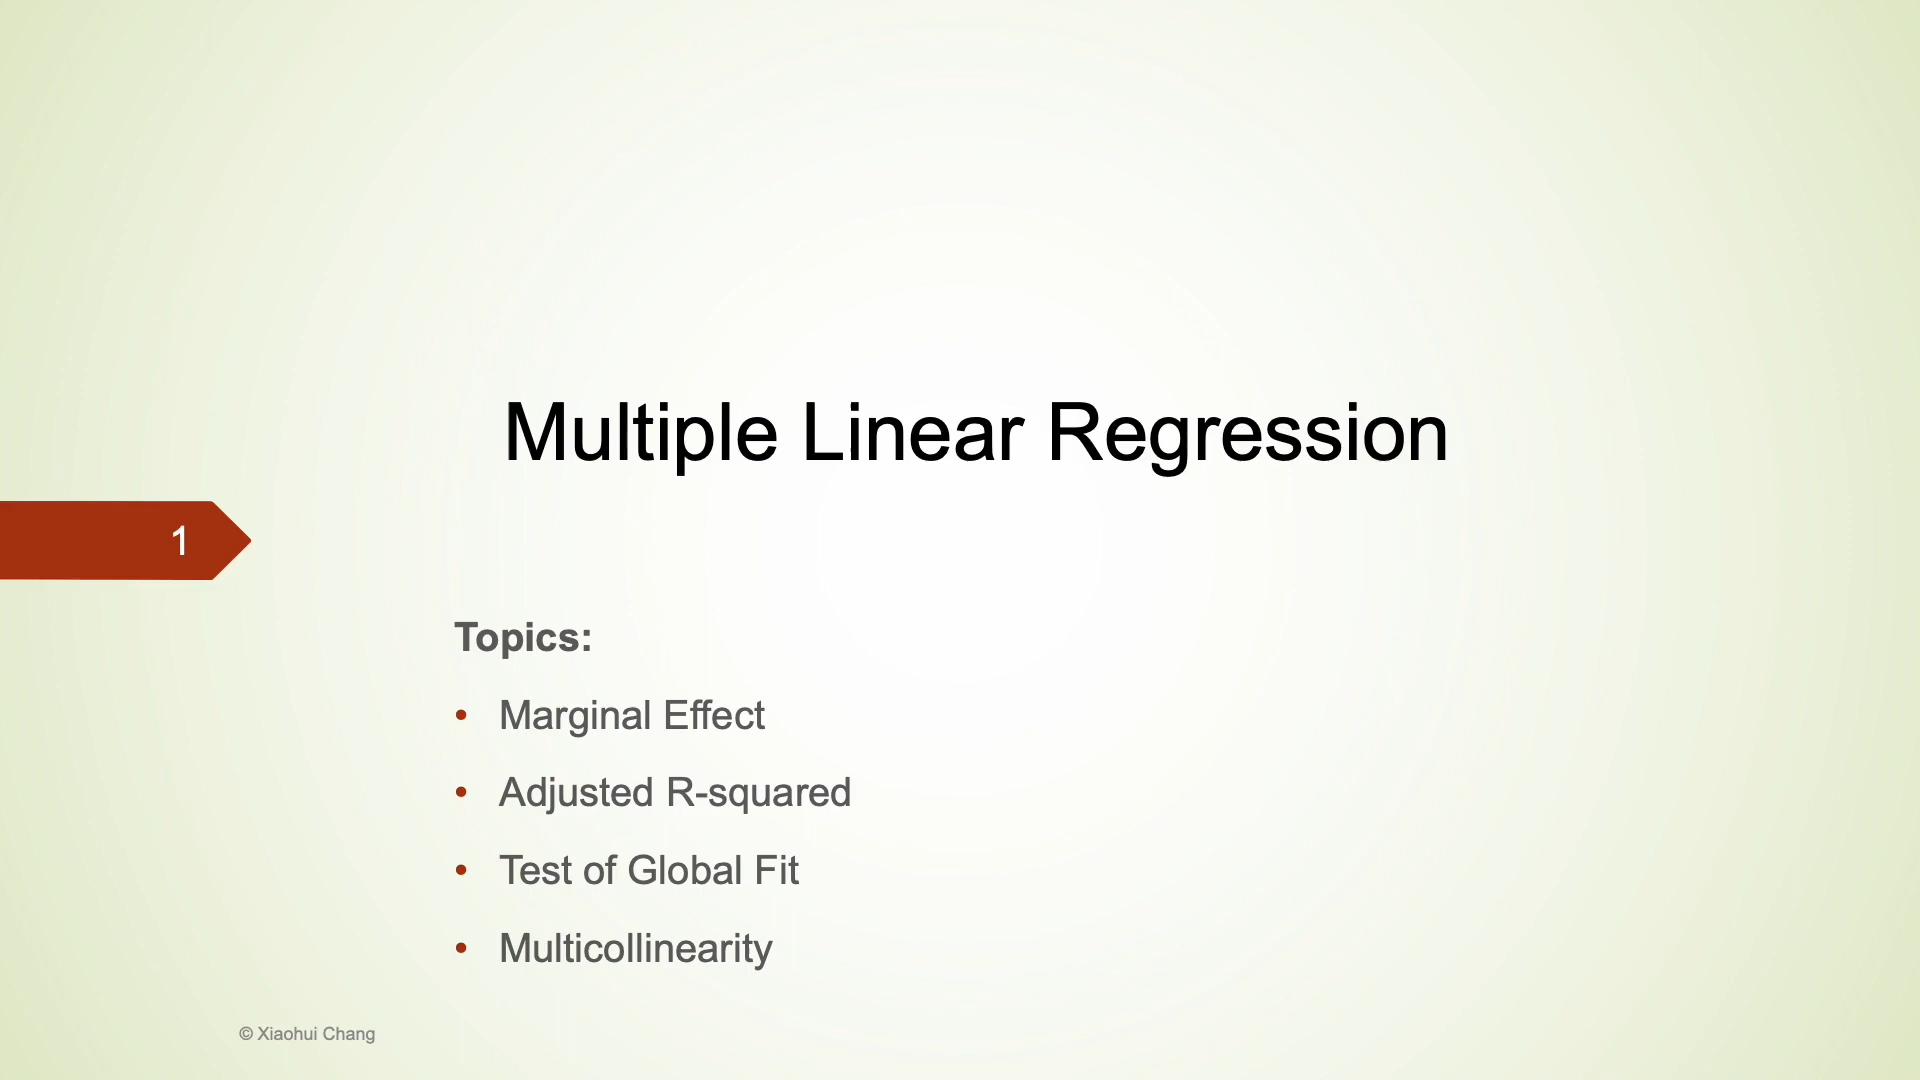 Multiple Linear Regression
1
Topics:
• Marginal Effect
• Adjusted R-squared
• Test of Global Fit
• Multicollinearity
© Xiaohui Chang